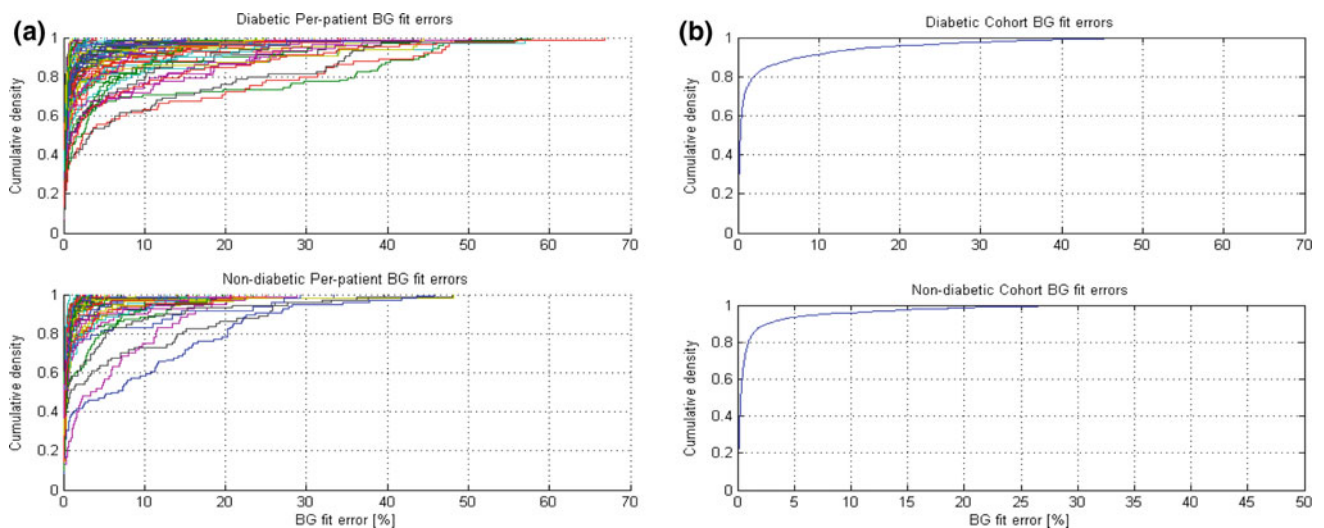 (a)
Diabetic Per-patient BG fit errors
Cumulative density
1
0.8
0.6
0.4
0.2
0
0 10 20 30 40 50 60 70
Non-diabetic Per-patient BG fit errors
Cumulative density
1
0.8
0.6
0.4
0.2
0
0 10 20 30 40 50 60 70
BG fit error [%]
(b)
Diabetic Cohort BG fit errors
Cumulative density
1
0.8
0.6
0.4
0.2
0
0 10 20 30 40 50 60 70
Non-diabetic Cohort BG fit errors
Cumulative density
1
0.8
0.6
0.4
0.2
0
0 5 10 15 20 25 30 35 40 45 50
BG fit error [%]